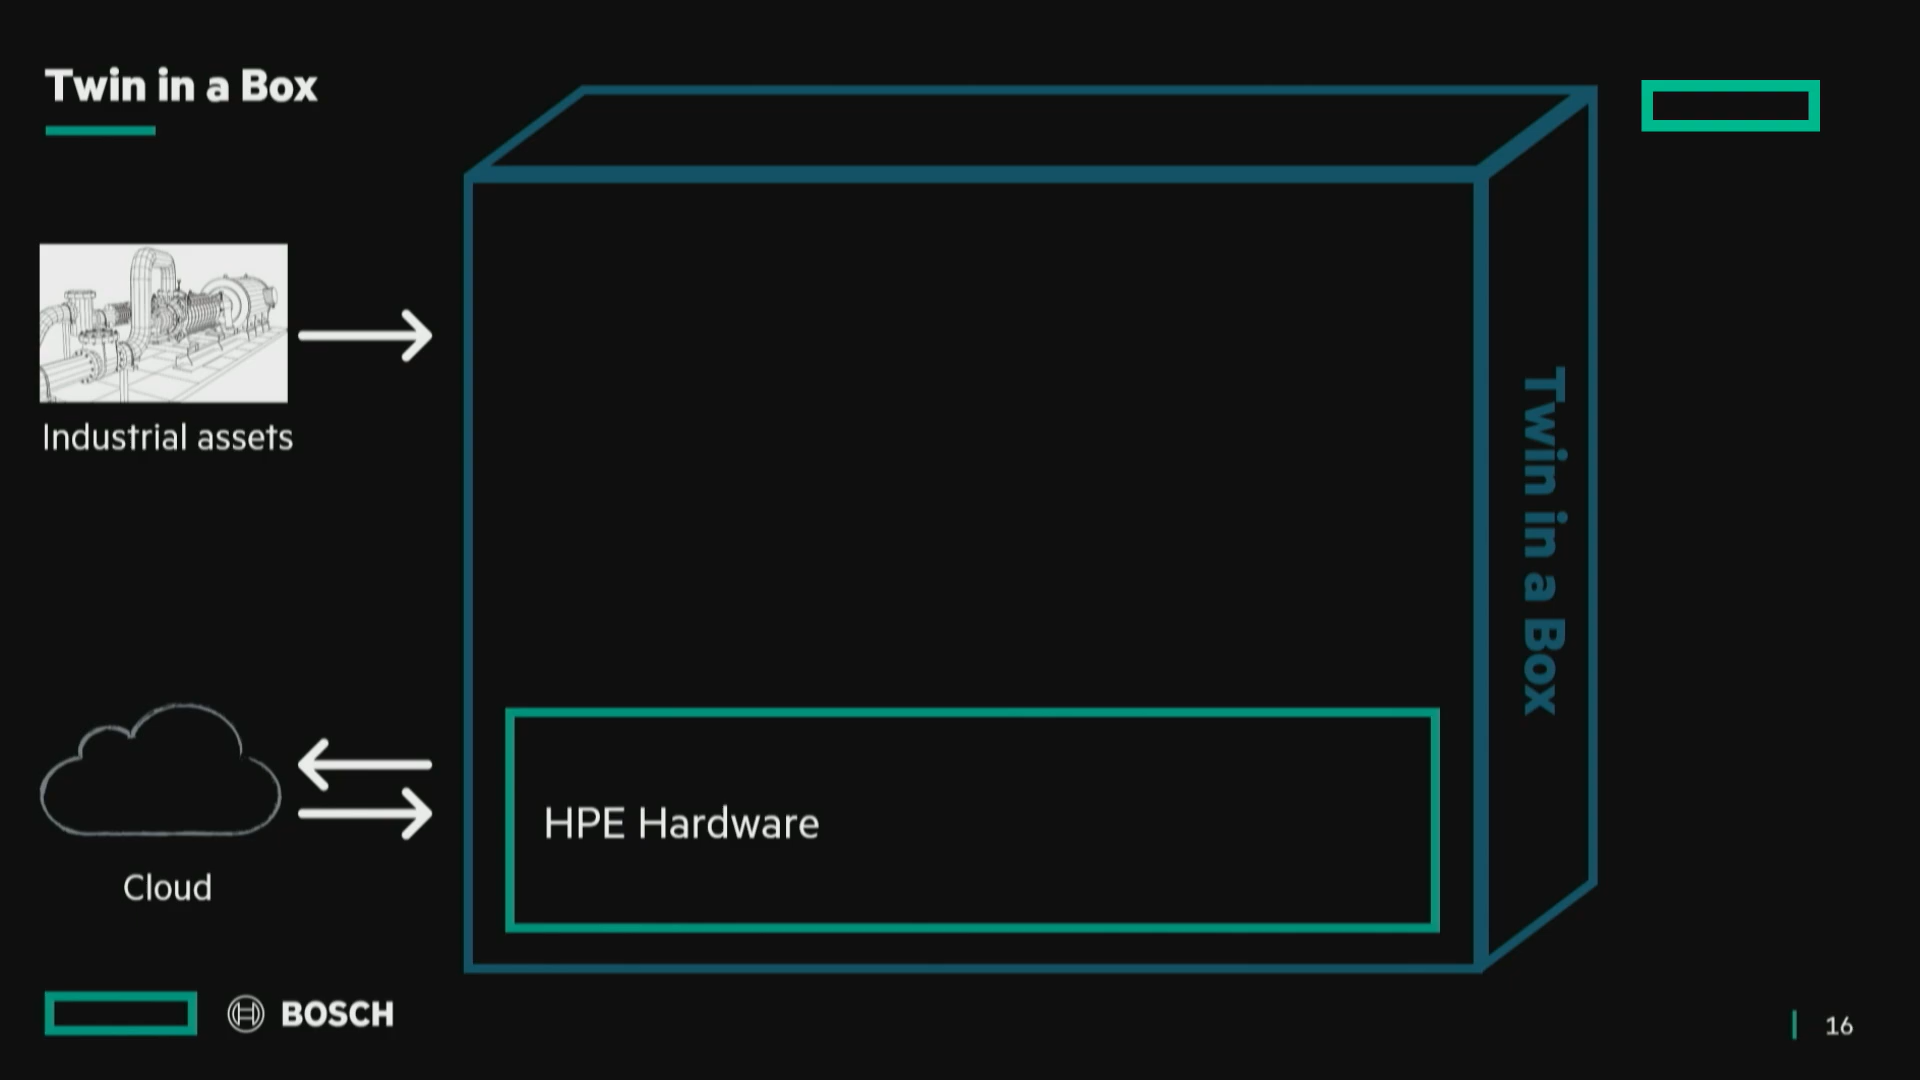 Twin in a Box
Industrial assets
Twin in a Box
HPE Hardware
Cloud
BOSCH
16